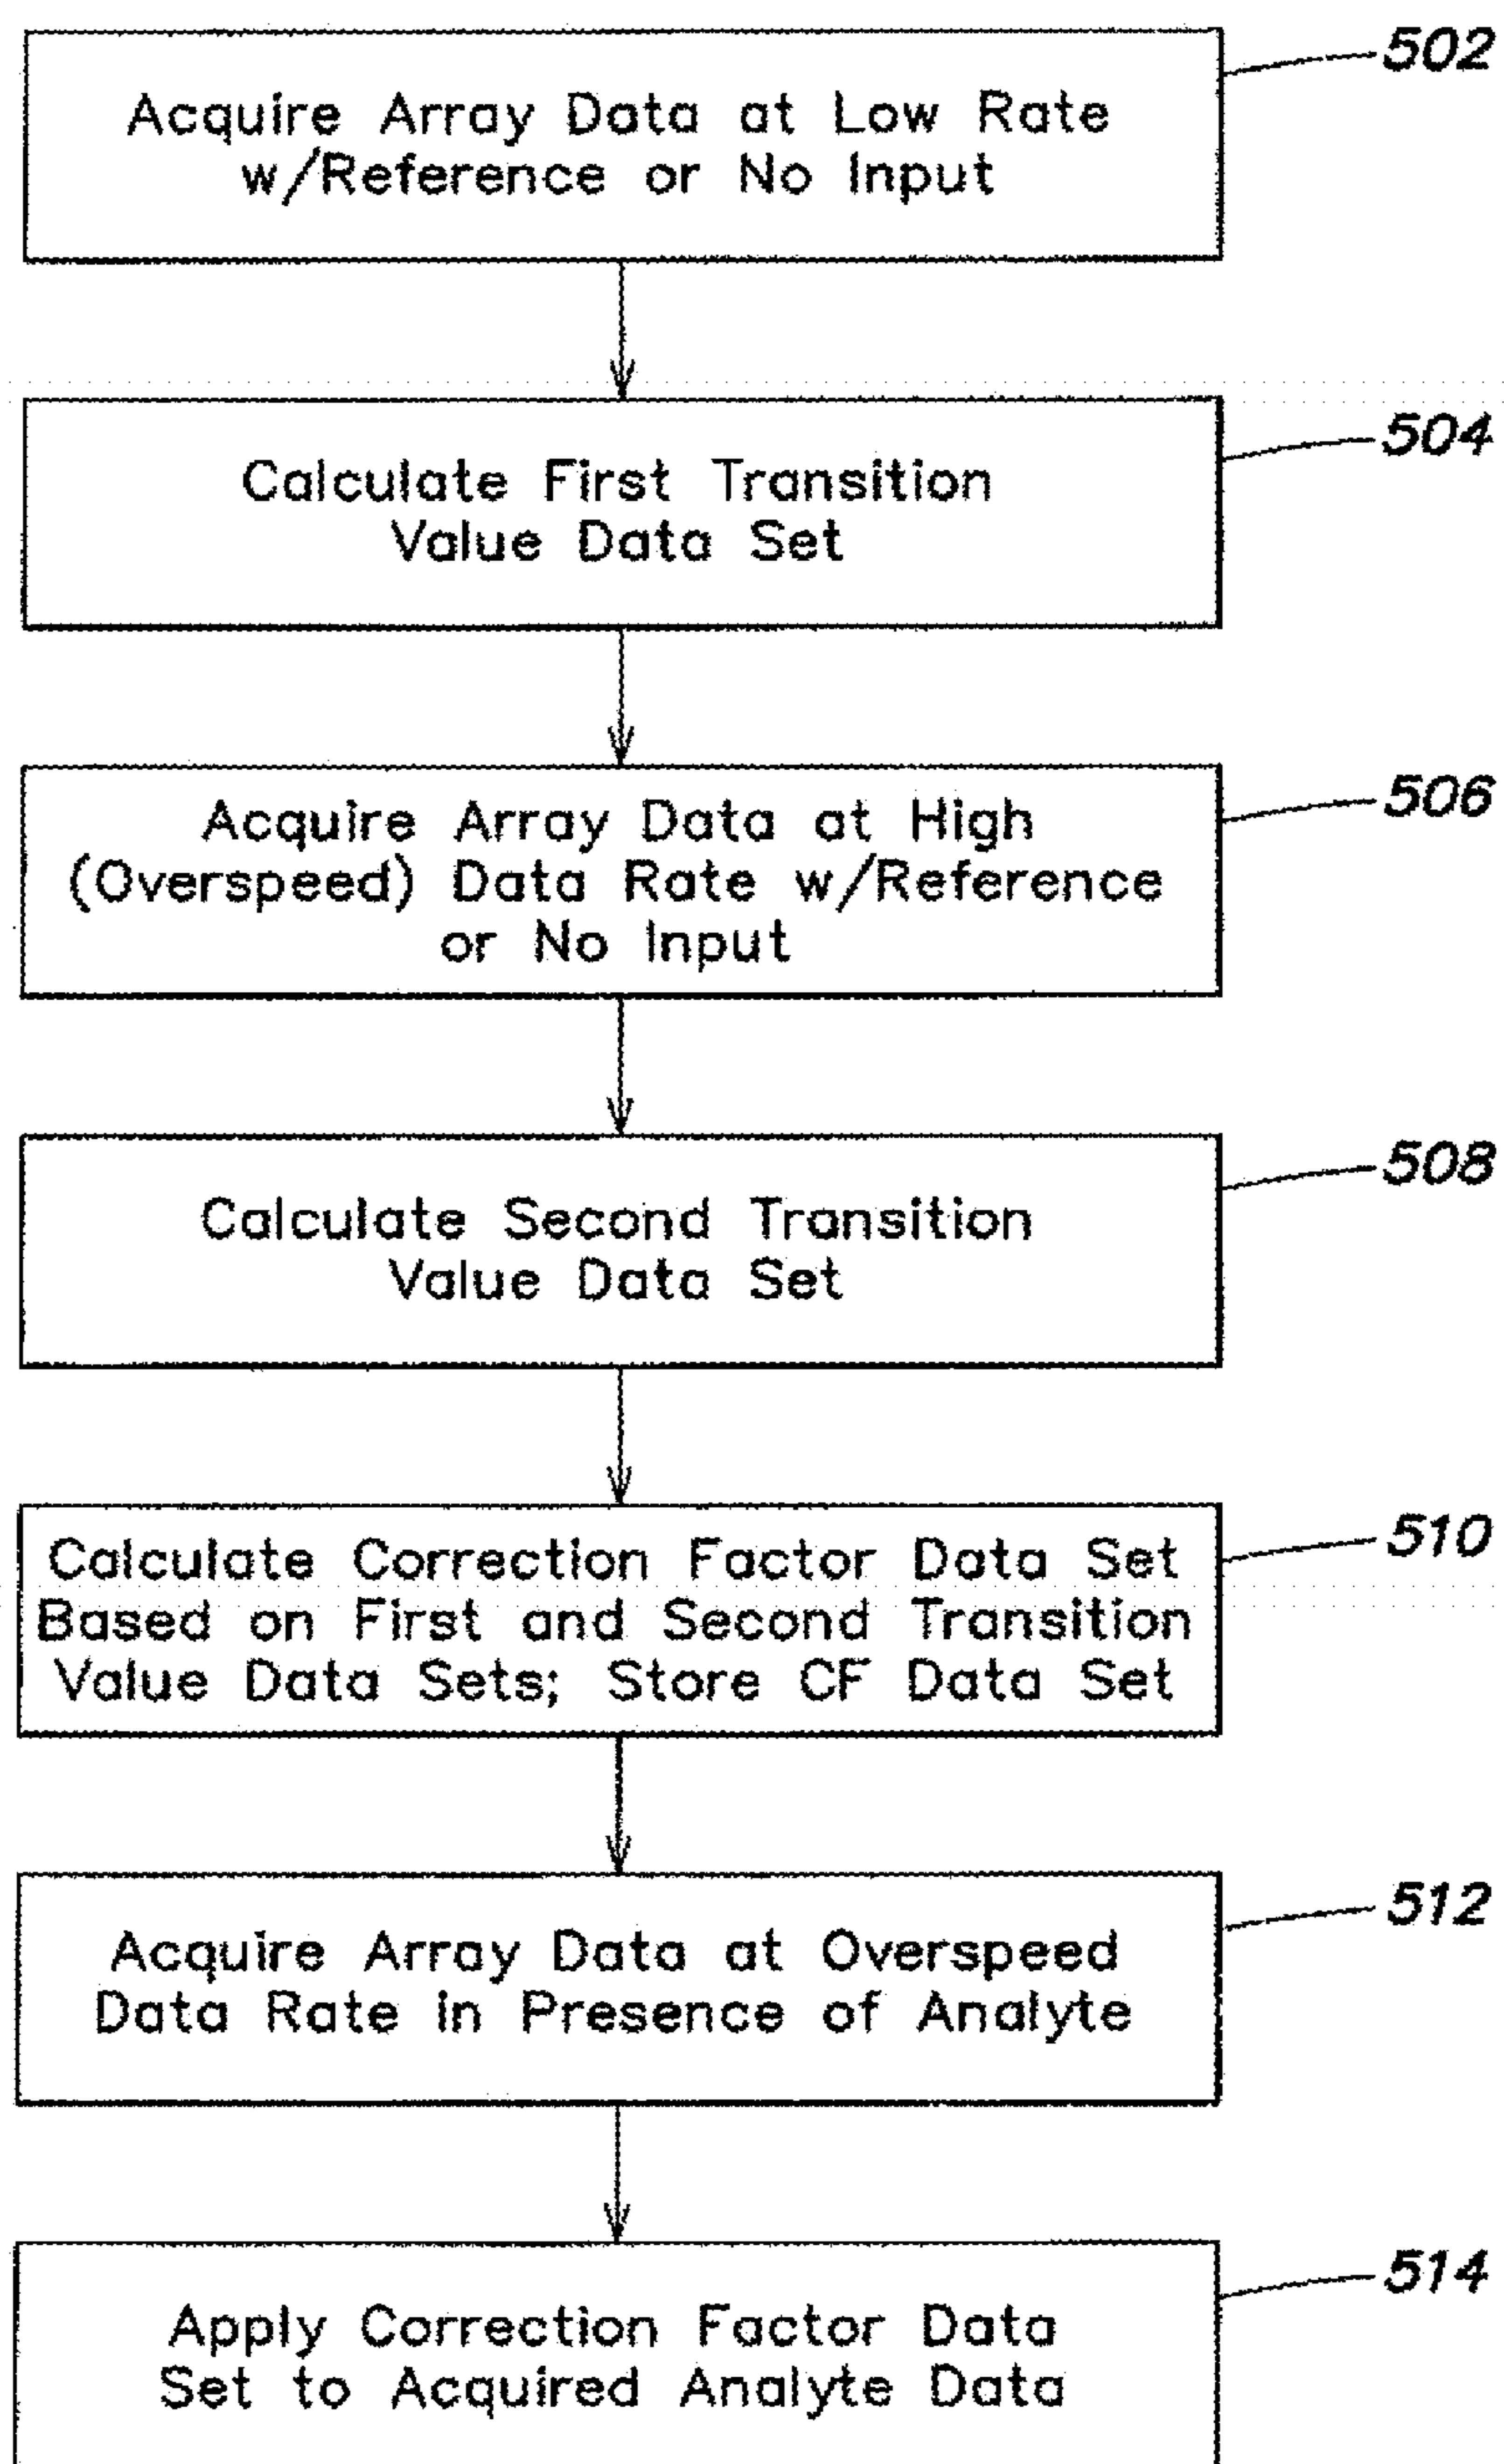 502
Acquire Array Data at Low Rate
w/Reference or No Input
504
Calculate First Transition
Value Data Set
506
Acquire Array Data at High
(Overspeed) Data Rate w/Reference
or No Input
508
Calculate Second Transition
Value Data Set
510
Calculate Correction Factor Data Set
Based on First and Second Transition
Value Data Sets; Store CF Data Set
512
Acquire Array Data at Overspeed
Data Rate in Presence of Analyte
514
Apply Correction Factor Data
Set to Acquired Analyte Data